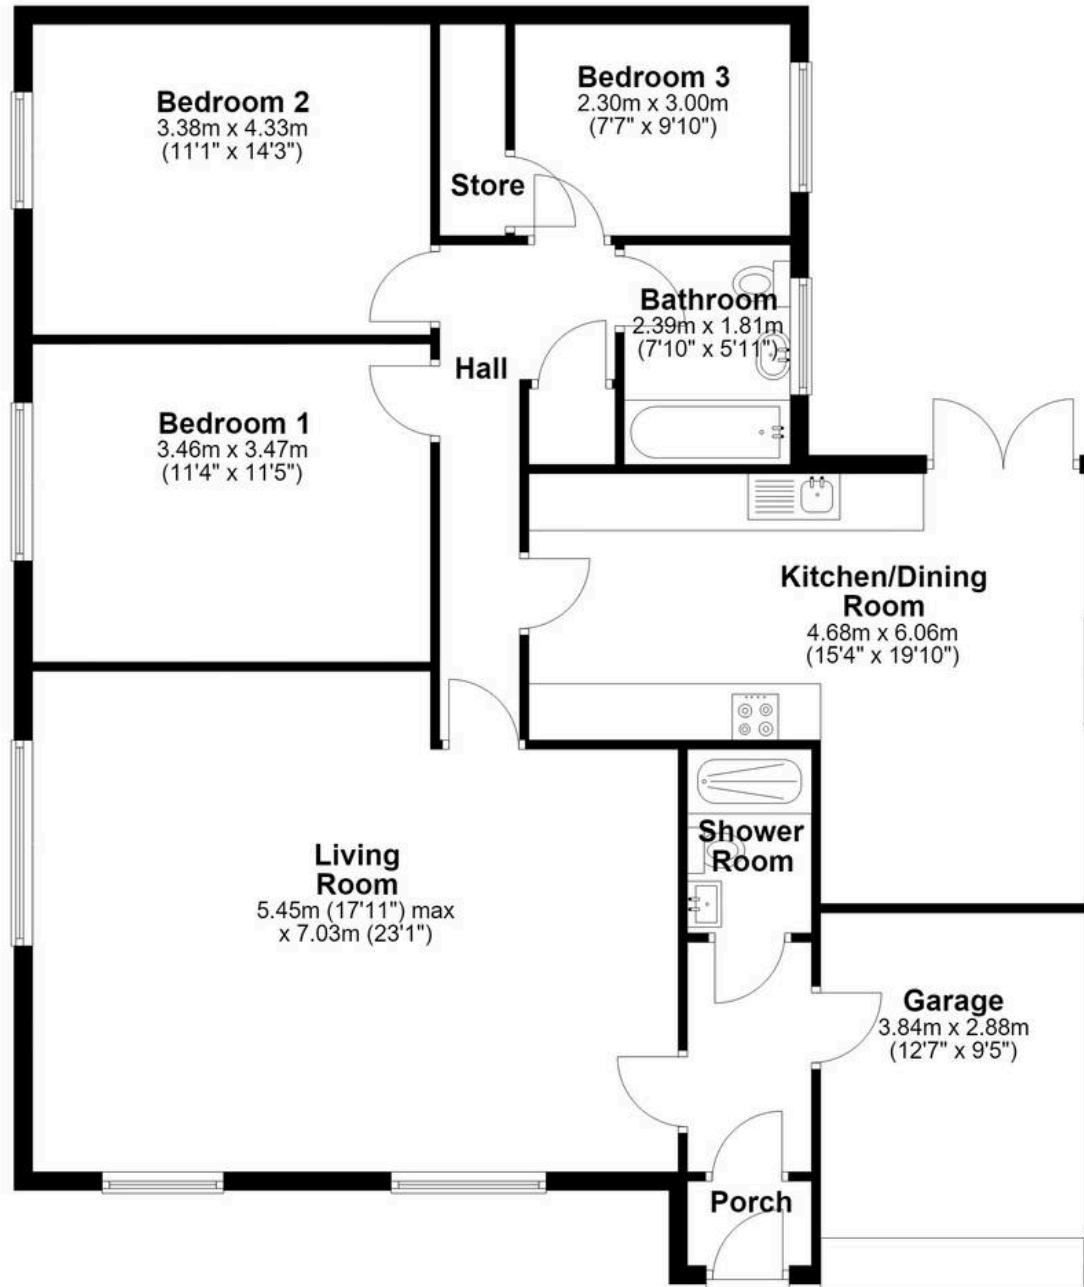 Bedroom 2
3.38m x 4.33m
(11'1" x 14'3")
Bedroom 3
2.30m x 3.00m
(7'7" x 9'10")
Store
Bathroom
2.39m x 1.81m
(7'10" x 5'11")
Hall
Bedroom 1
3.46m x 3.47m
(11'4" x 11'5")
Kitchen/Dining
Room
4.68m x 6.06m
(15'4" x 19'10")
Living
Room
5.45m (17'11") max
x 7.03m (23'1")
Shower
Room
Garage
3.84m x 2.88m
(12'7" x 9'5")
Porch